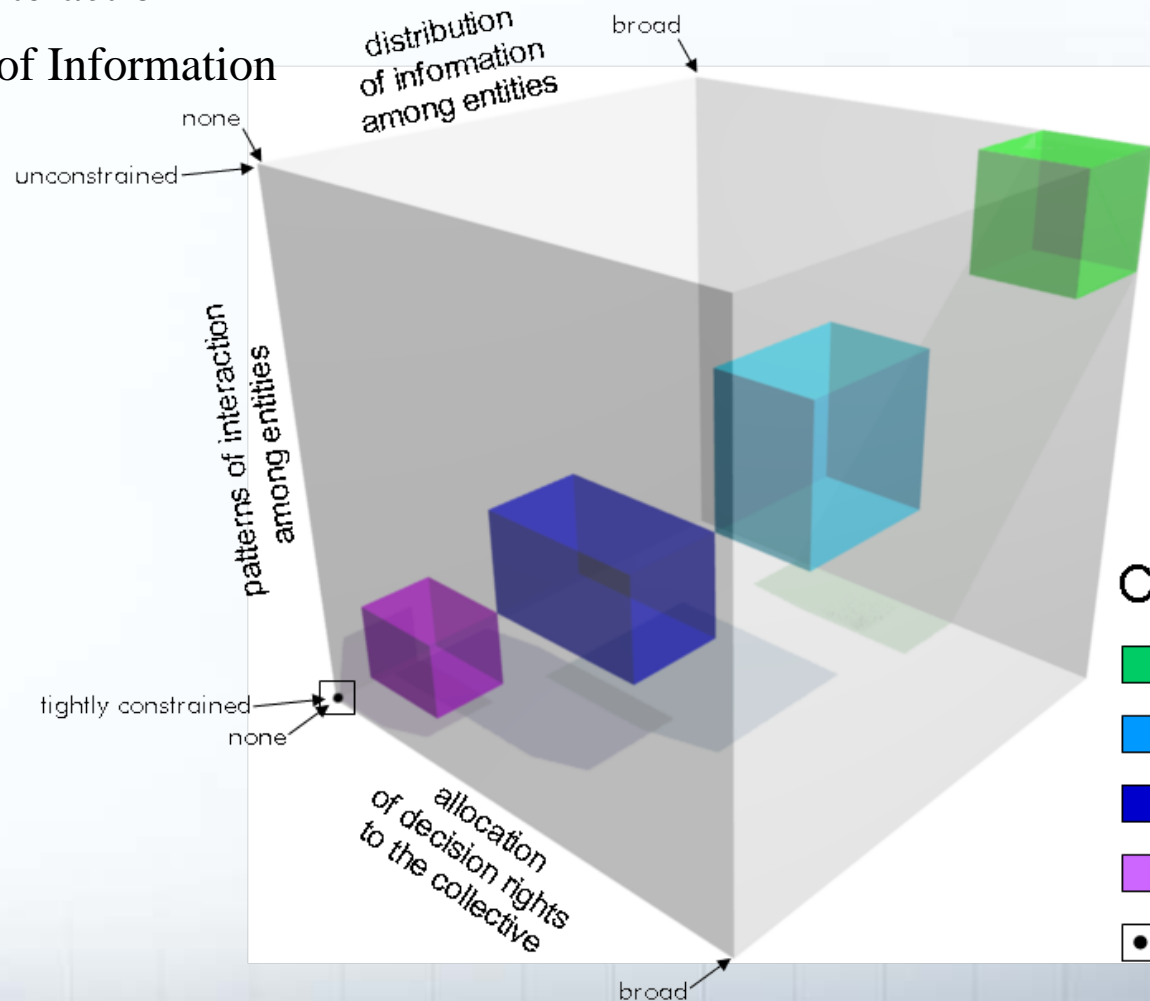 of Information
distribution
of information
among entities
broad
none
unconstrained
patterns of interaction
among entities
tightly constrained
none
allocation
of decision rights
to the collective
broad